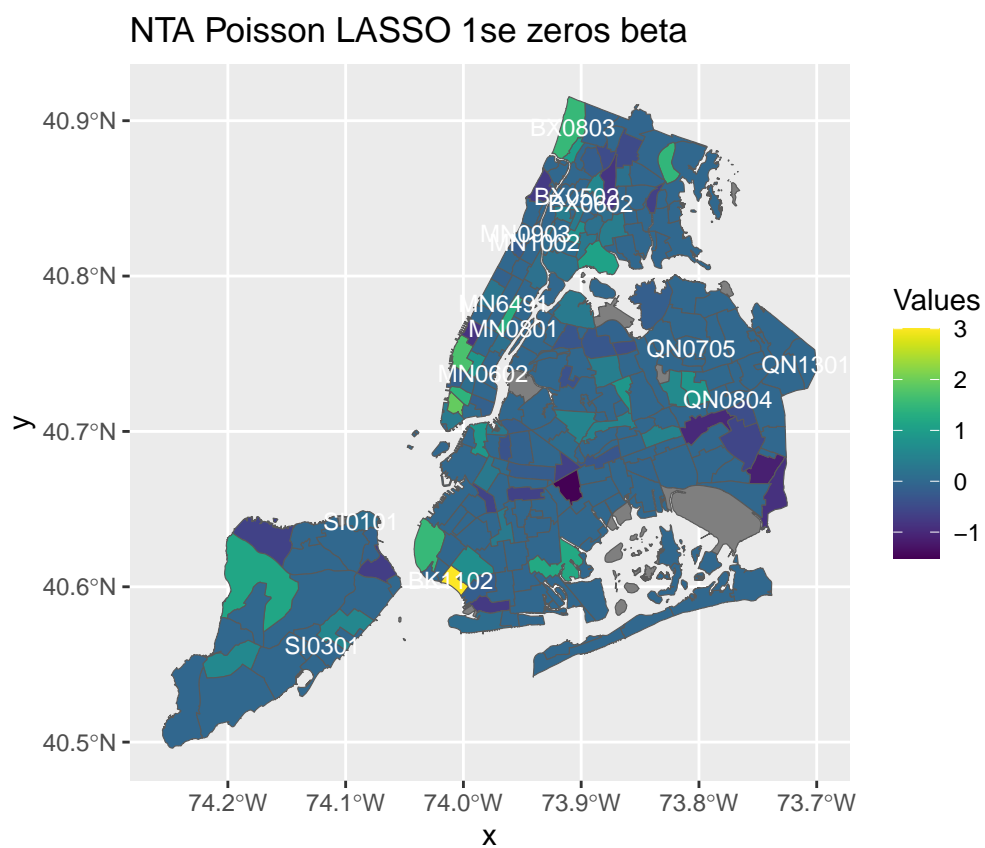 NTA Poisson LASSO 1se zeros beta
40.9°N
40.8°N
40.7°N
40.6°N
40.5°N
y
BX0803
BX0502
BX0602
MN0903
MN1002
MN6491
MN0801
MN0602
QN0705
QN1301
QN0804
SI0101
BK1102
SI0301
74.2°W 74.1°W 74.0°W 73.9°W 73.8°W 73.7°W
x
Values
3
2
1
0
−1